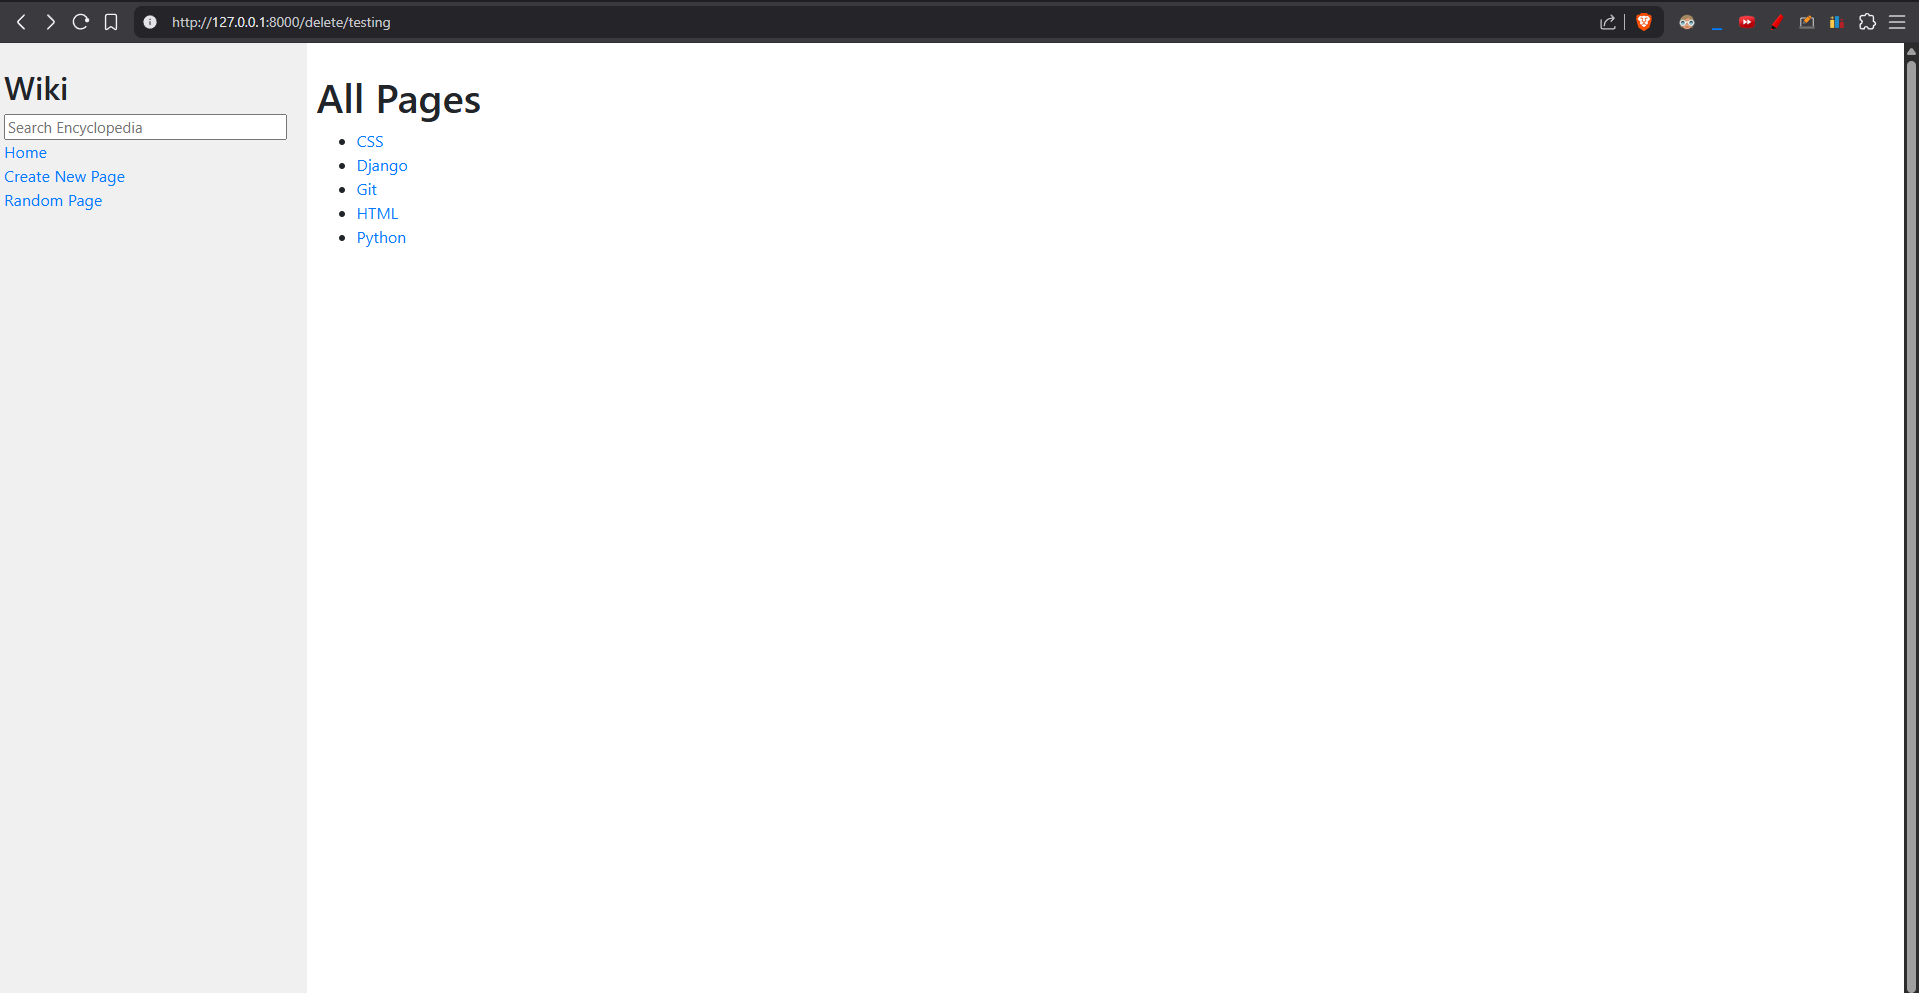 http://127.0.0.1:8000/delete/testing
Wiki
Search Encyclopedia
Home
Create New Page
Random Page
All Pages
CSS
Django
Git
HTML
Python